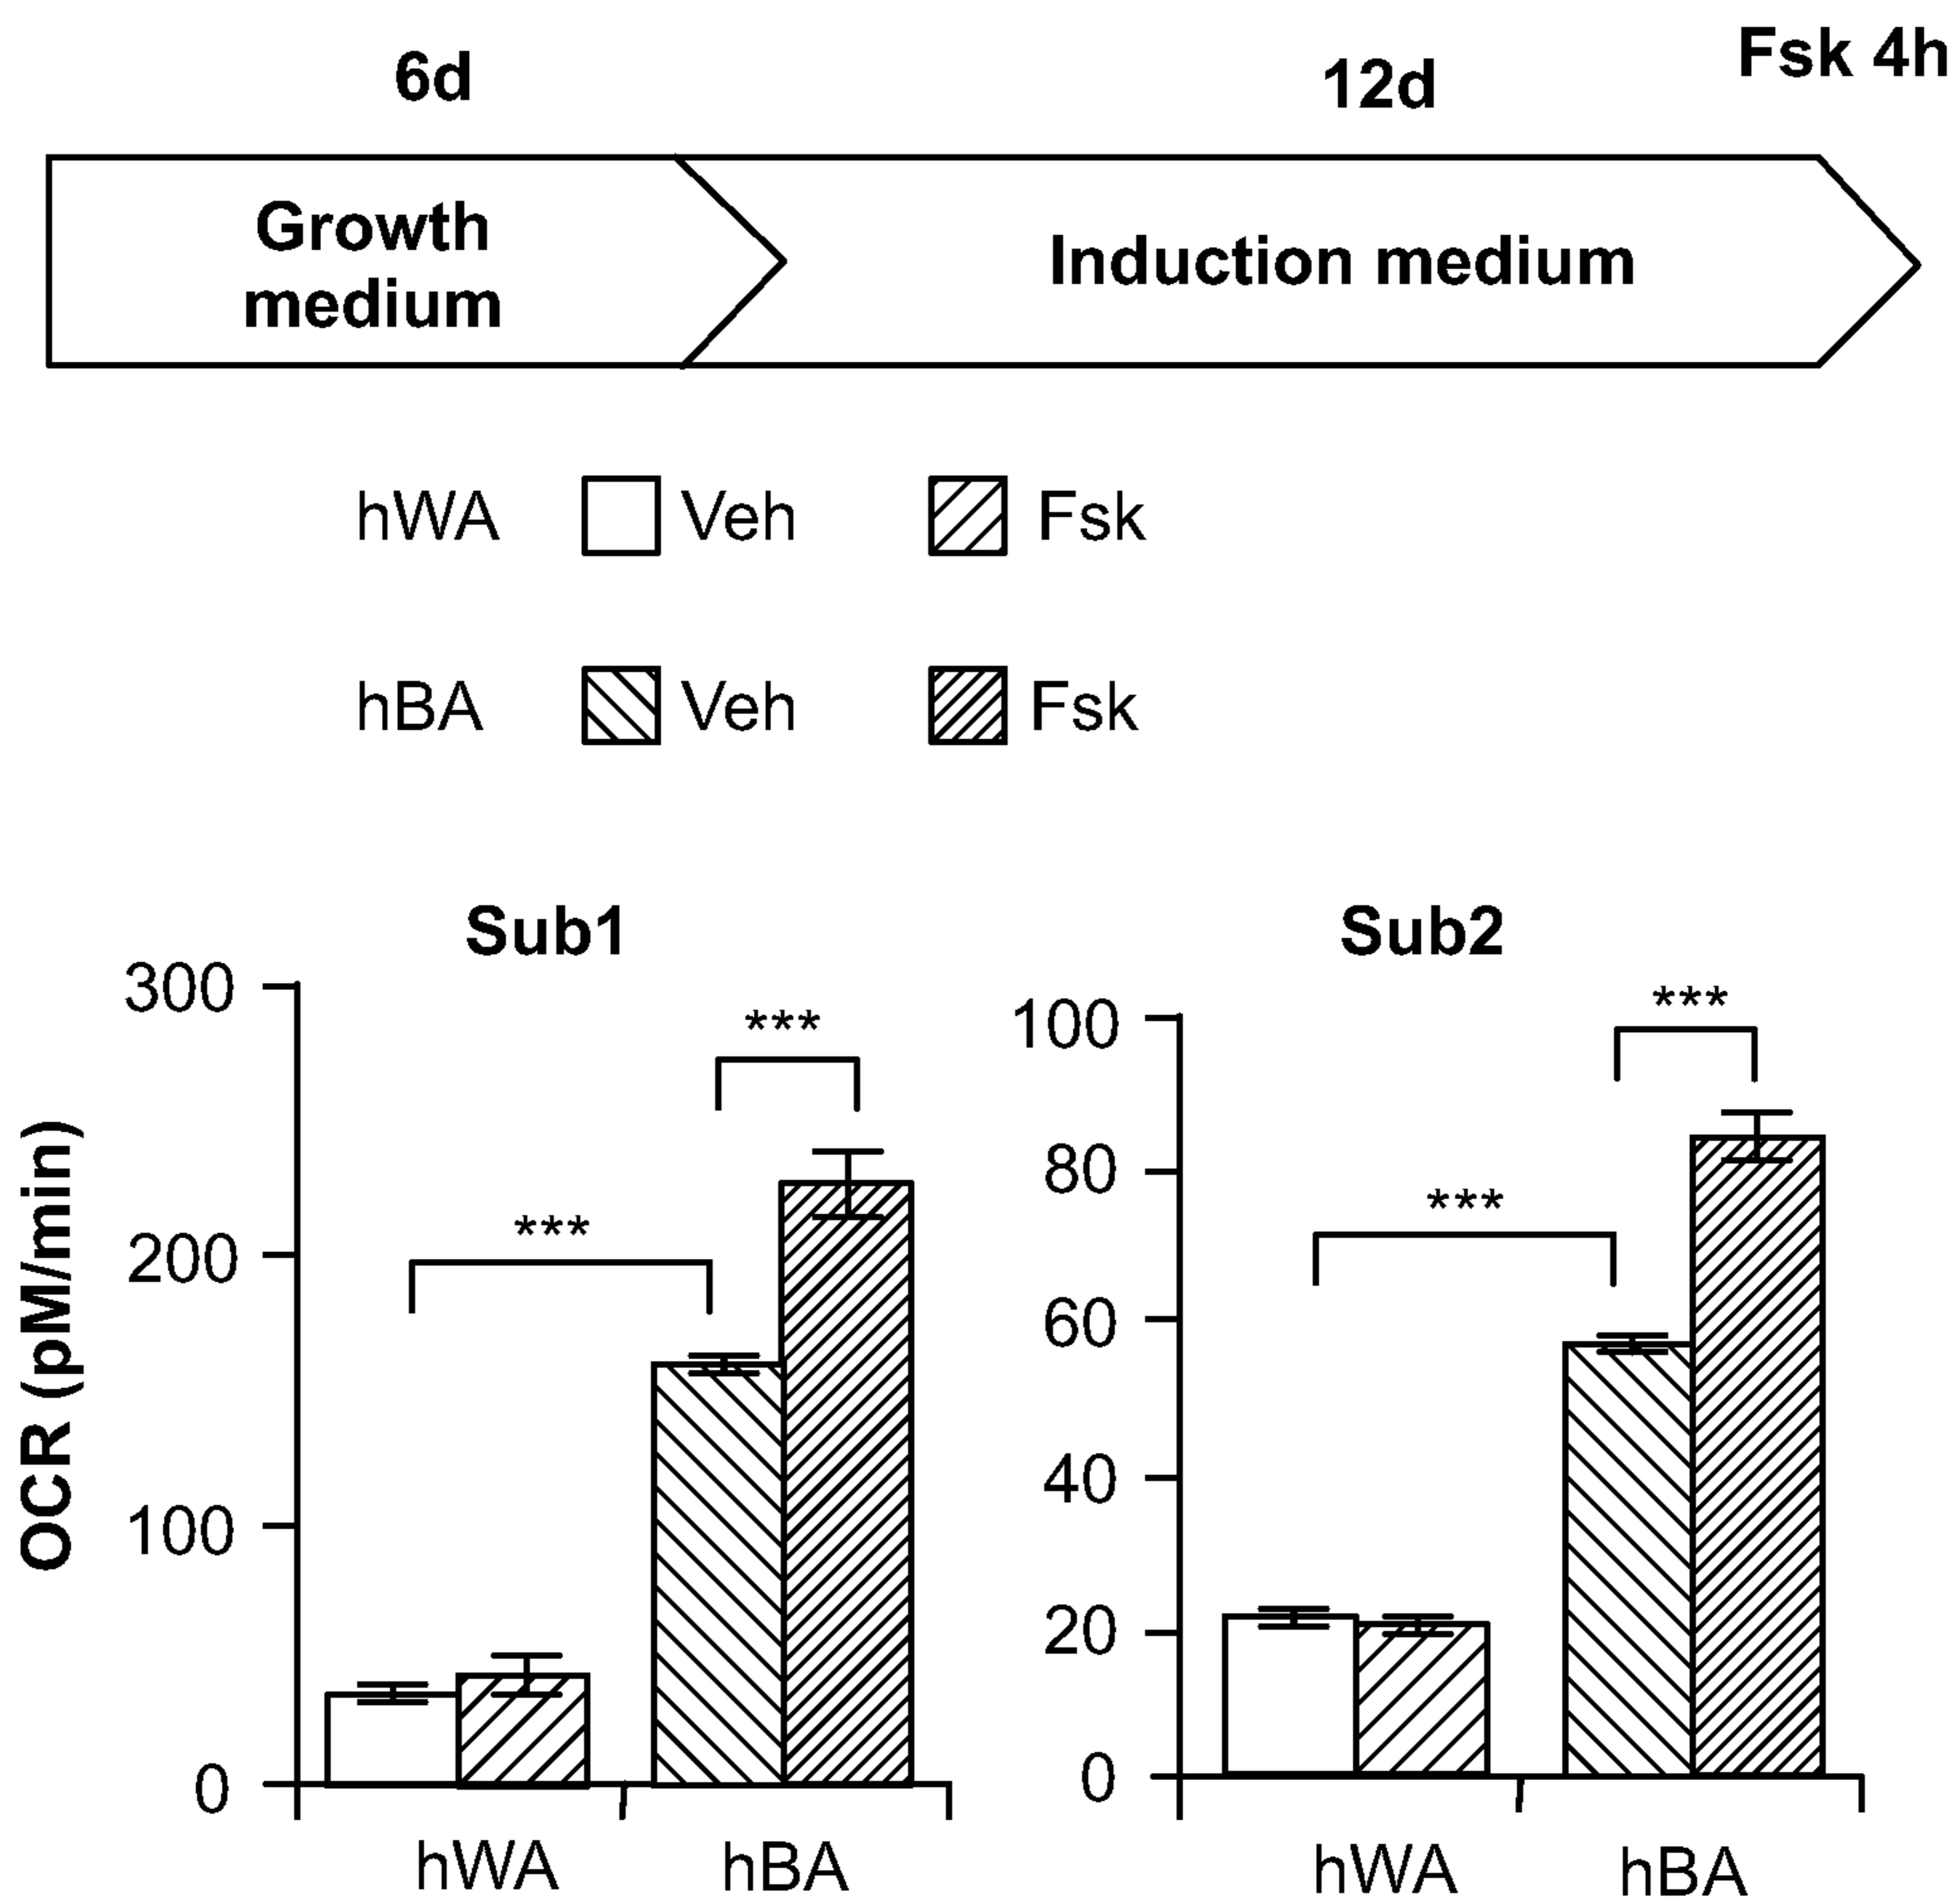 6d
12d
Fsk 4h
Growth
medium
Induction medium
hWA
Veh
Fsk
hBA
Veh
Fsk
Sub1
Sub2
OCR (pM/min)
300
200
100
0
***
***
hWA
hBA
100
80
60
40
20
0
***
***
hWA
hBA